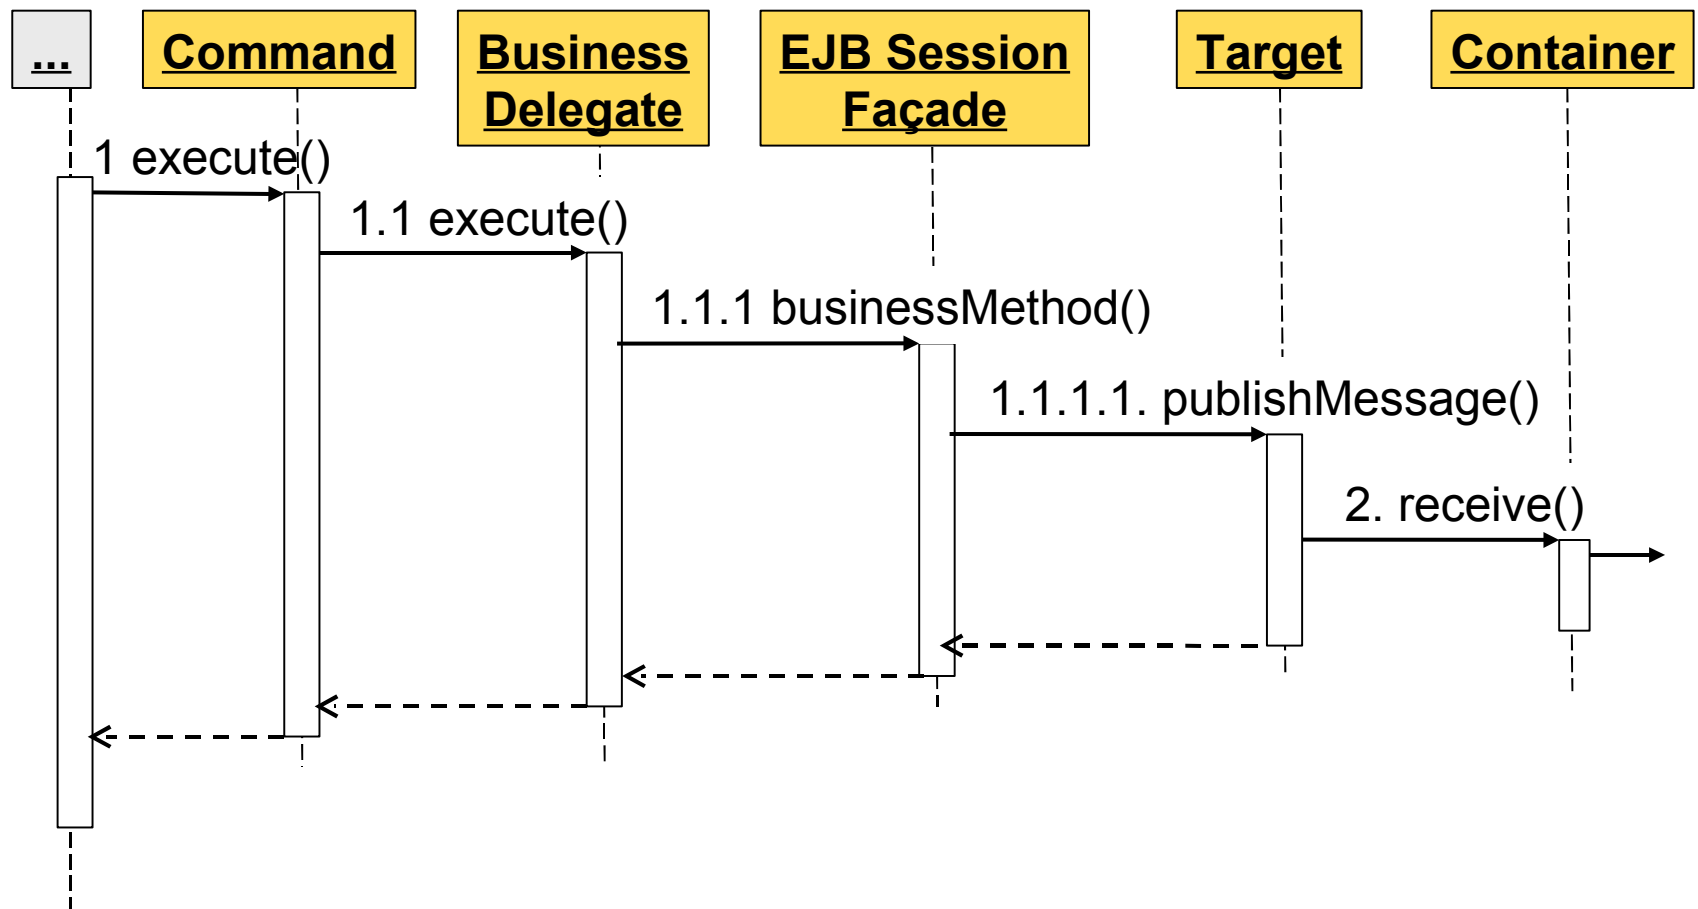 ...
Command
Business
Delegate
EJB Session
Façade
Target
Container
1 execute()
1.1 execute()
1.1.1 businessMethod()
1.1.1.1. publishMessage()
2. receive()